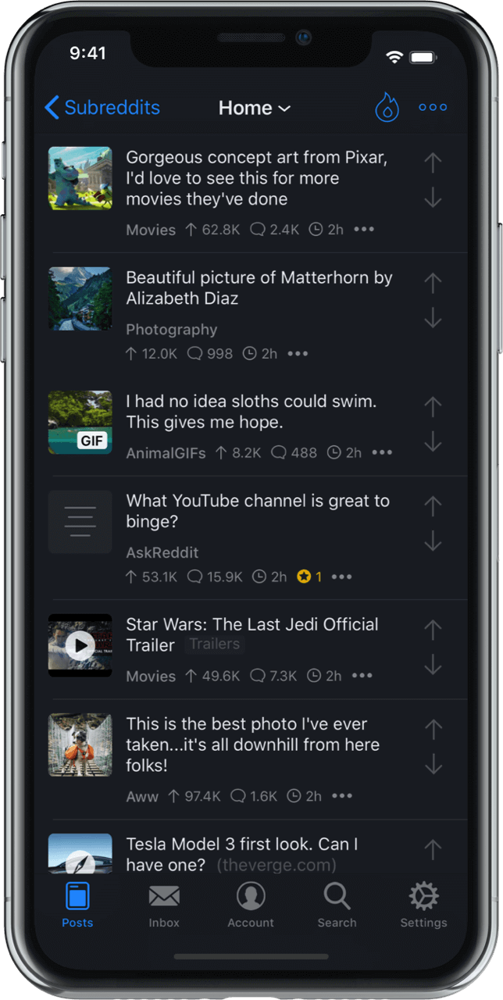 9:41
Subreddits
Home
Gorgeous concept art from Pixar,
I'd love to see this for more
movies they've done
Movies 62.8K 2.4K 2h
Beautiful picture of Matterhorn by
Alizabeth Diaz
Photography
12.0K 998 2h
I had no idea sloths could swim.
This gives me hope.
GIF
AnimalGIFs 8.2K 488 2h
What YouTube channel is great to
binge?
AskReddit
53.1K 15.9K 2h 1
Star Wars: The Last Jedi Official
Trailer Trailers
Movies 49.6K 7.3K 2h
This is the best photo I've ever
taken...it's all downhill from here
folks!
Aww 97.4K 1.6K 2h
Tesla Model 3 first look. Can I
have one? (theverge.com)
Posts Inbox Account Search Settings